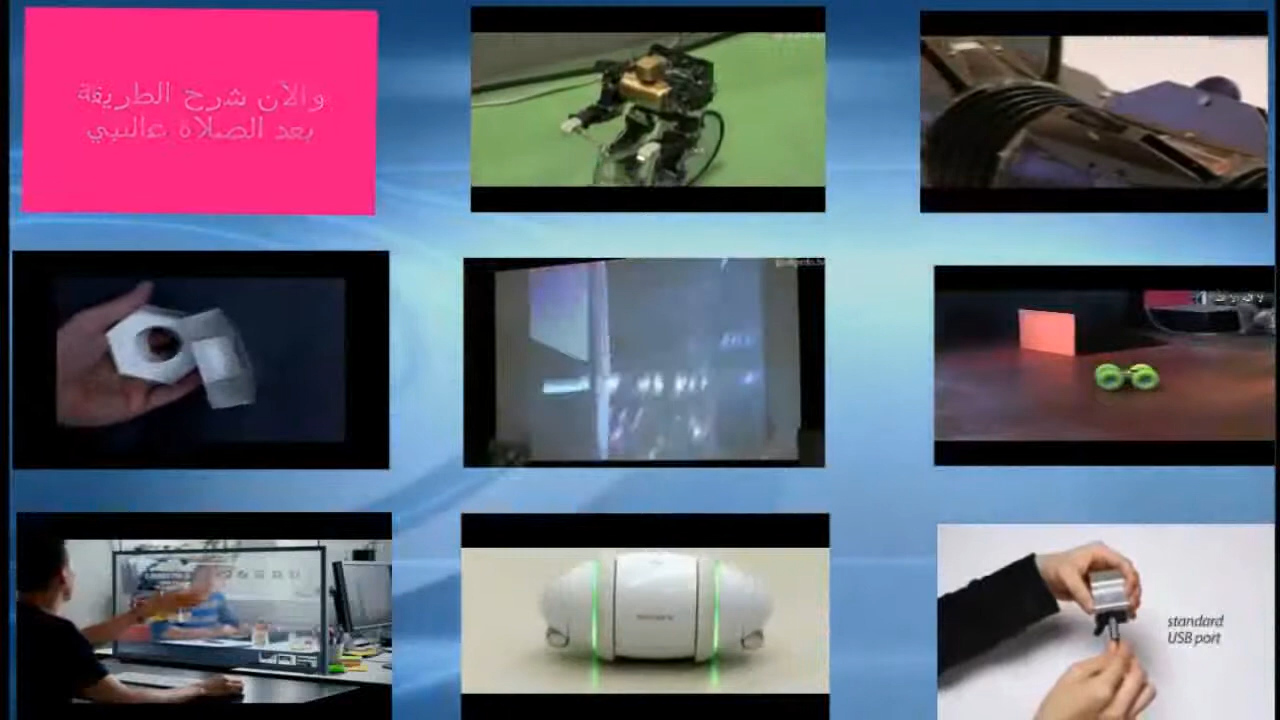 والآن شرح الطريقة
بعد الصلاة عالنبي
standard
USB port